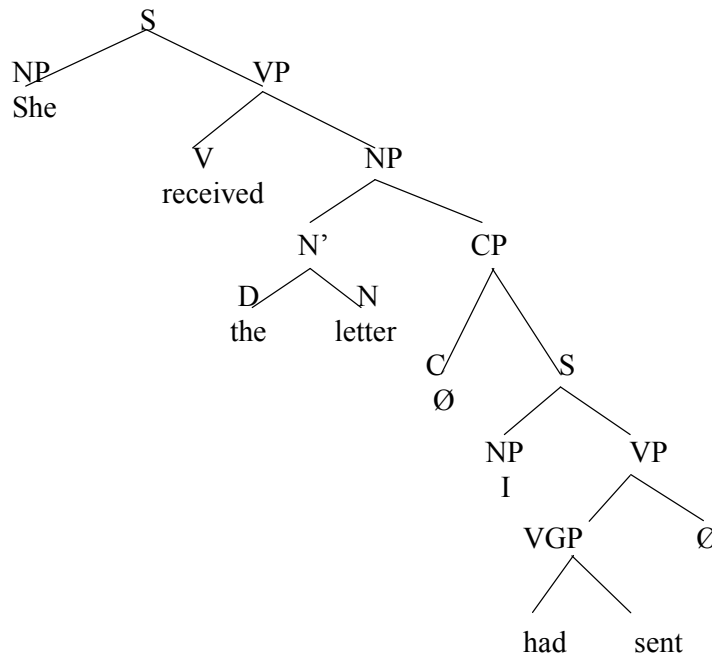 S
NP VP
She
V NP
received
N’ CP
D N
the letter
C S
Ø
NP VP
I
VGP Ø
had sent